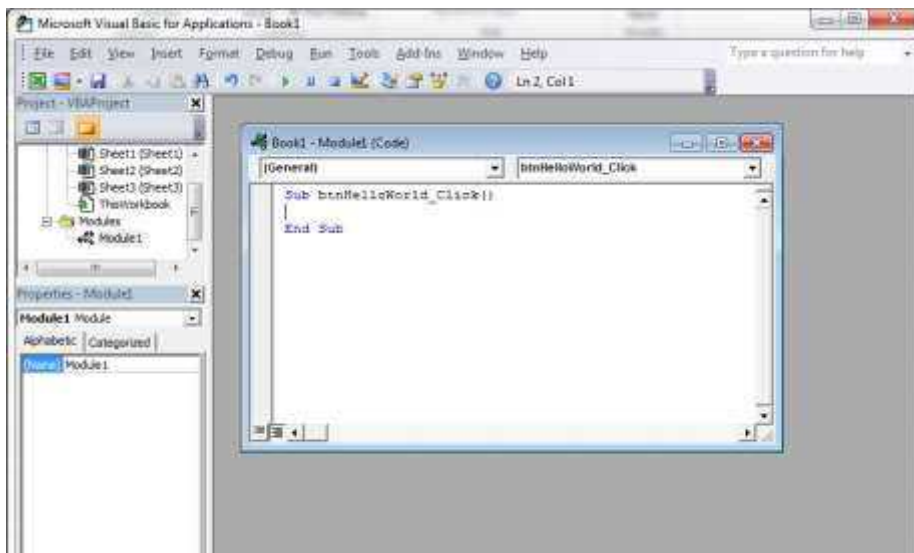 Microsoft Visual Basic for Applications - Book1
File Edit View Insert Format Debug Run Tools Add-Ins Window Help
Type a question for help
Ln 2, Col 1
Project - VBAProject
Sheet1 (Sheet1)
Sheet2 (Sheet2)
Sheet3 (Sheet3)
ThisWorkbook
Modules
Module1
Properties - Module1
Module1 Module
Alphabetic Categorized
(Name) Module1
Book1 - Module1 (Code)
(General) btnHelloWorld_Click
Sub btnHelloWorld_Click()
End Sub